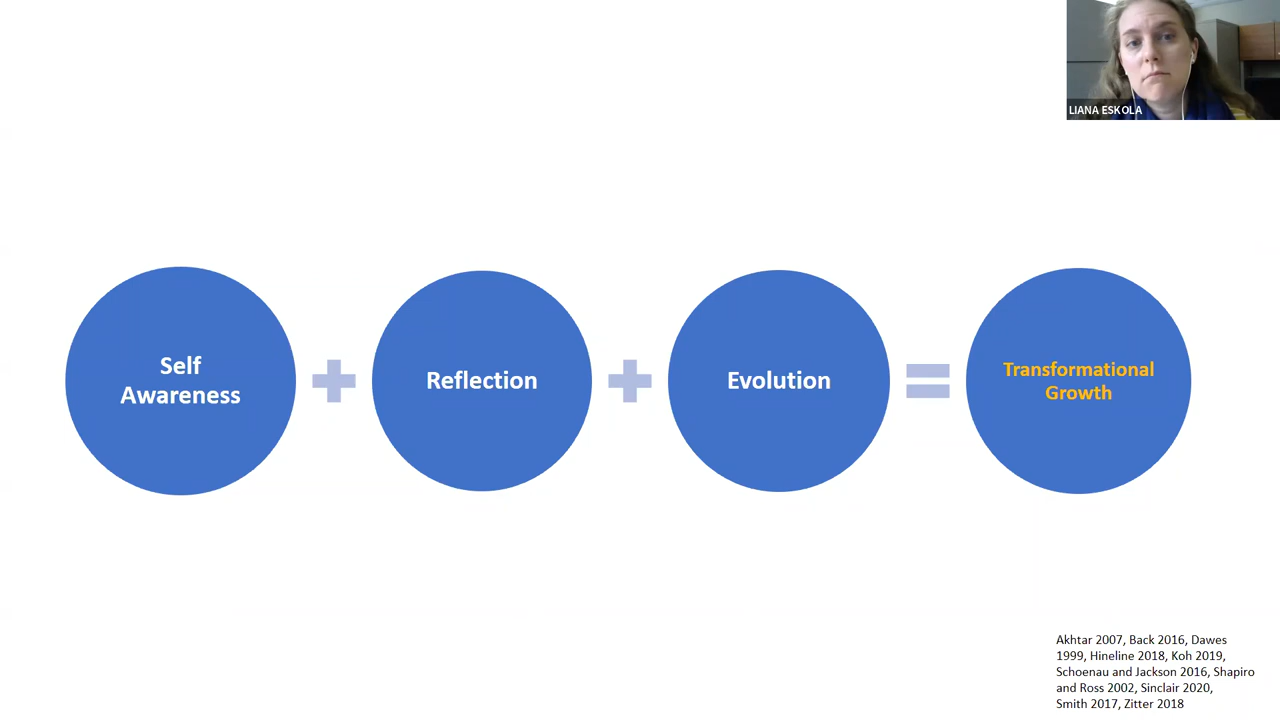 LIANA ESKOLA
Self
Awareness
Reflection
Evolution
Transformational
Growth
Akhtar 2007, Back 2016, Dawes
1999, Hineline 2018, Koh 2019,
Schoenau and Jackson 2016, Shapiro
and Ross 2002, Sinclair 2020,
Smith 2017, Zitter 2018